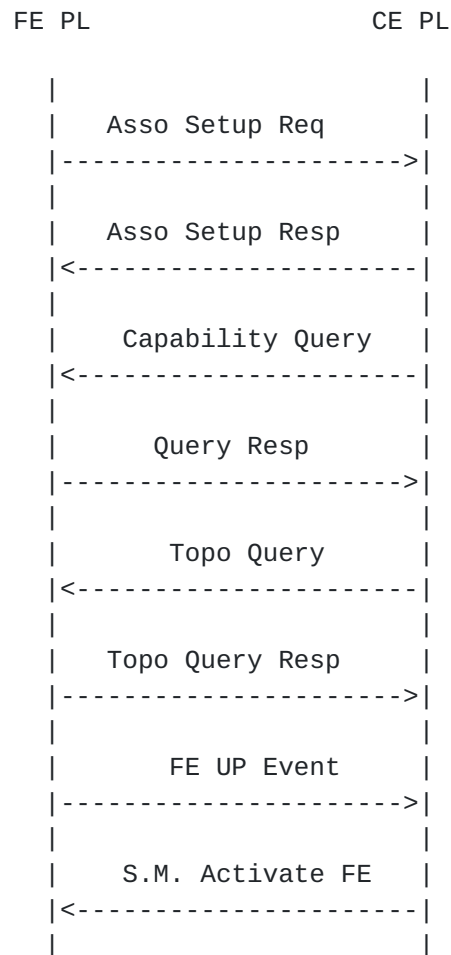 FE PL                  CE PL

  |                       |
  |   Asso Setup Req      |
  |---------------------->|
  |                       |
  |   Asso Setup Resp     |
  |<----------------------|
  |                       |
  |    Capability Query   |
  |<----------------------|
  |                       |
  |      Query Resp       |
  |---------------------->|
  |                       |
  |       Topo Query      |
  |<----------------------|
  |                       |
  |   Topo Query Resp     |
  |---------------------->|
  |                       |
  |       FE UP Event     |
  |---------------------->|
  |                       |
  |    S.M. Activate FE   |
  |<----------------------|
  |                       |